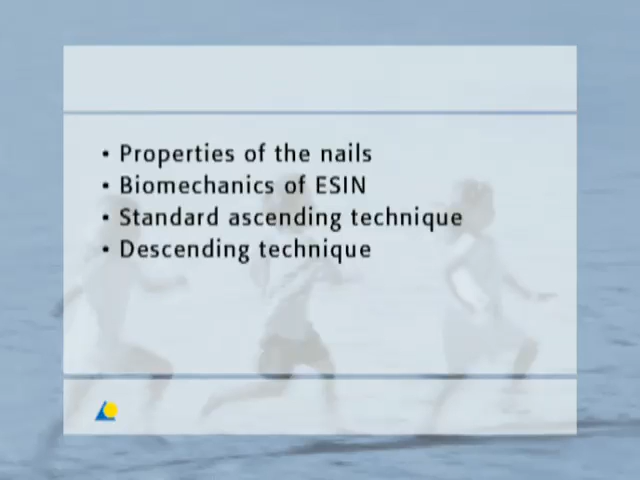 • Properties of the nails
• Biomechanics of ESIN
• Standard ascending technique
• Descending technique